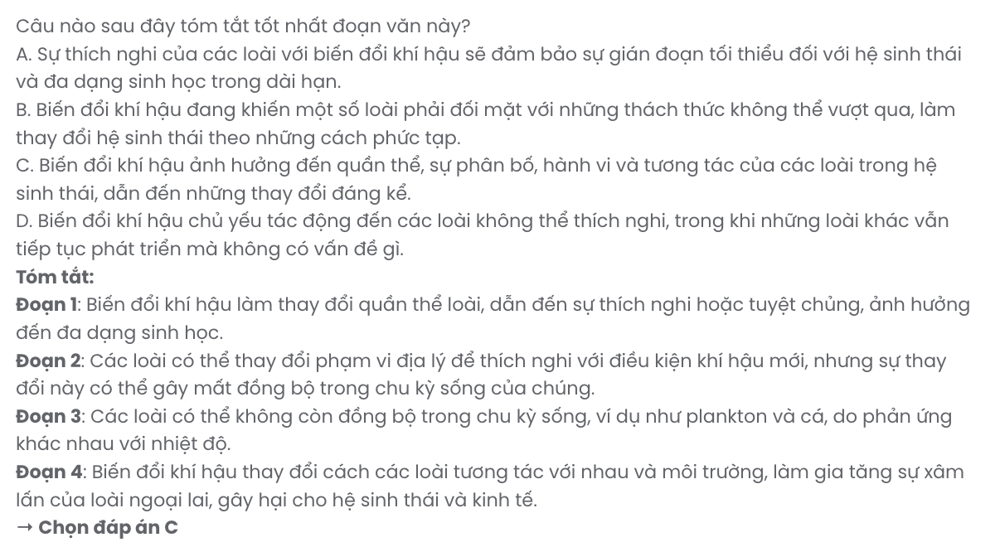 Câu nào sau đây tóm tắt tốt nhất đoạn văn này?
A. Sự thích nghi của các loài với biến đổi khí hậu sẽ đảm bảo sự gián đoạn tối thiểu đối với hệ sinh thái
và đa dạng sinh học trong dài hạn.
B. Biến đổi khí hậu đang khiến một số loài phải đối mặt với những thách thức không thể vượt qua, làm
thay đổi hệ sinh thái theo những cách phức tạp.
C. Biến đổi khí hậu ảnh hưởng đến quần thể, sự phân bố, hành vi và tương tác của các loài trong hệ
sinh thái, dẫn đến những thay đổi đáng kể.
D. Biến đổi khí hậu chủ yếu tác động đến các loài không thể thích nghi, trong khi những loài khác vẫn
tiếp tục phát triển mà không có vấn đề gì.
Tóm tắt:
Đoạn 1: Biến đổi khí hậu làm thay đổi quần thể loài, dẫn đến sự thích nghi hoặc tuyệt chủng, ảnh hưởng
đến đa dạng sinh học.
Đoạn 2: Các loài có thể thay đổi phạm vi địa lý để thích nghi với điều kiện khí hậu mới, nhưng sự thay
đổi này có thể gây mất đồng bộ trong chu kỳ sống của chúng.
Đoạn 3: Các loài có thể không còn đồng bộ trong chu kỳ sống, ví dụ như plankton và cá, do phản ứng
khác nhau với nhiệt độ.
Đoạn 4: Biến đổi khí hậu thay đổi cách các loài tương tác với nhau và môi trường, làm gia tăng sự xâm
lấn của loài ngoại lai, gây hại cho hệ sinh thái và kinh tế.
→ Chọn đáp án C